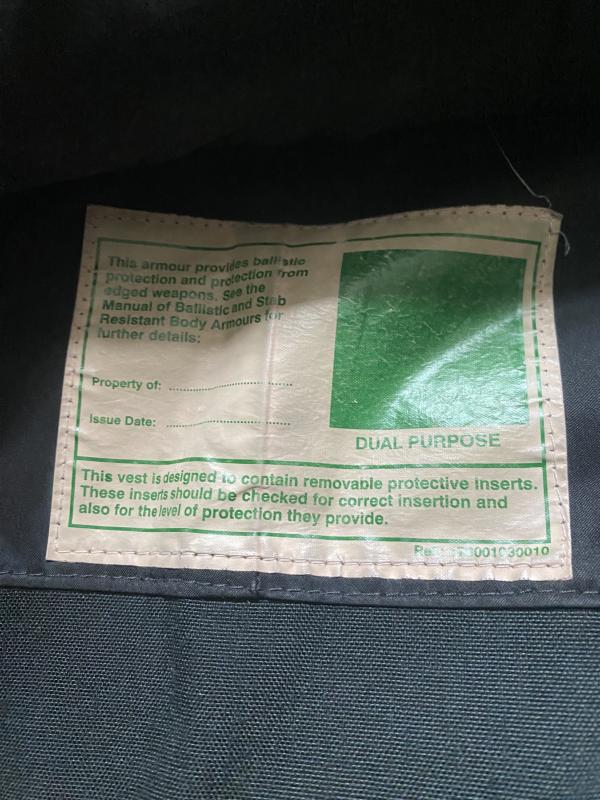 This armour provides ballistic
protection and protection from
edged weapons. See the
Manual of Ballistic and Stab
Resistant Body Armours for
further details:
Property of:
Issue Date:
DUAL PURPOSE
This vest is designed to contain removable protective inserts.
These inserts should be checked for correct insertion and
also for the level of protection they provide.